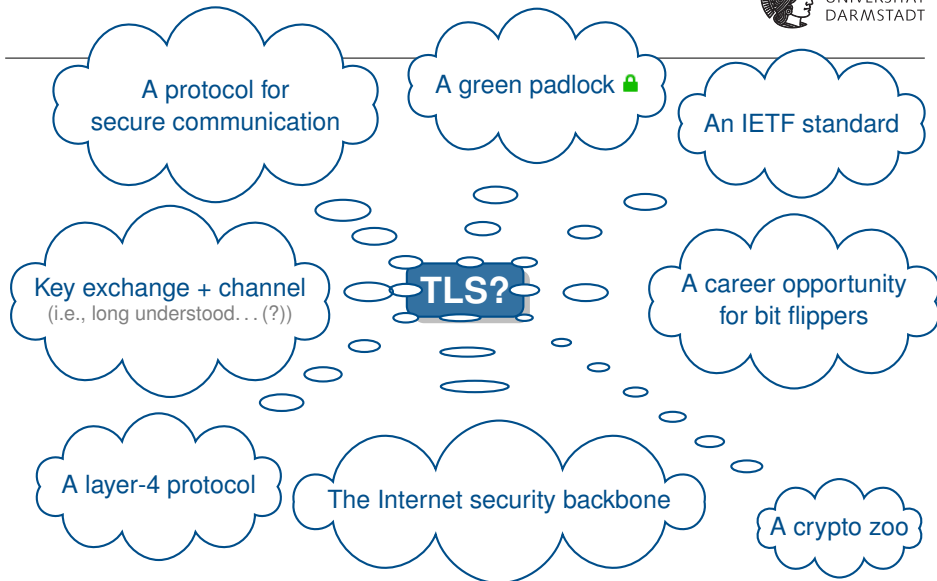 DARMSTADT
A protocol for
secure communication
A green padlock
An IETF standard
Key exchange + channel
(i.e., long understood. . . (?))
TLS?
A career opportunity
for bit flippers
A layer-4 protocol
The Internet security backbone
A crypto zoo